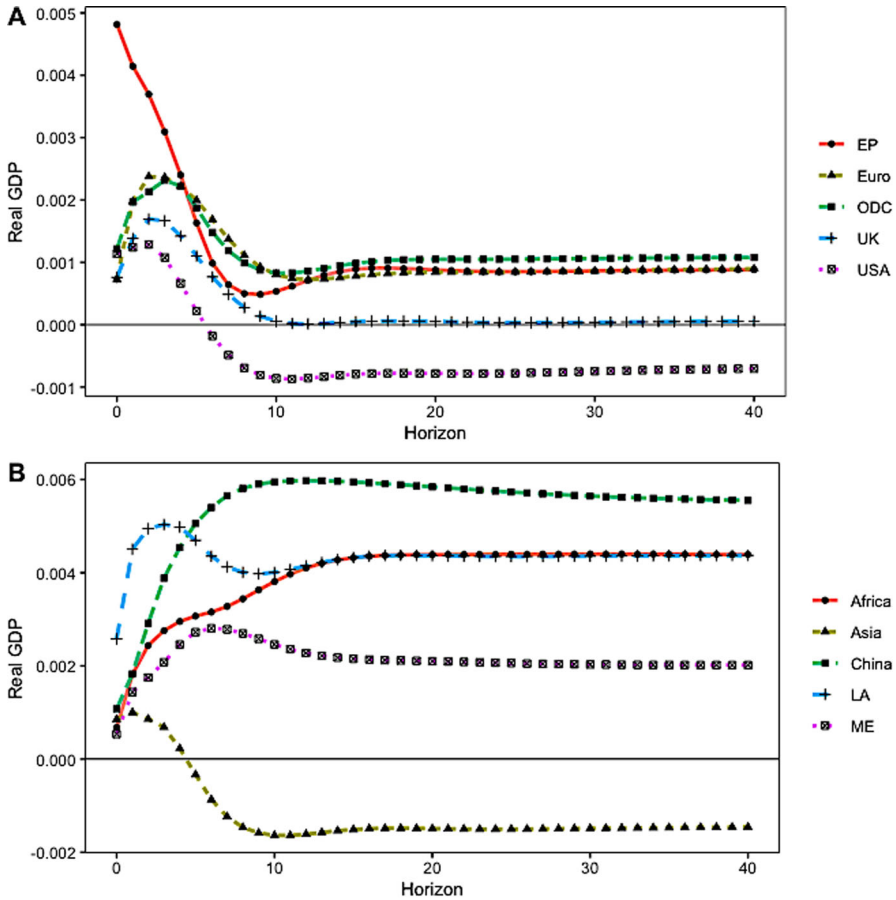 A
0.005
0.004
0.003
0.002
0.001
0.000
-0.001
Real GDP
0 10 20 30 40
Horizon
EP
Euro
ODC
UK
USA
B
0.006
0.004
0.002
0.000
-0.002
Real GDP
0 10 20 30 40
Horizon
Africa
Asia
China
LA
ME